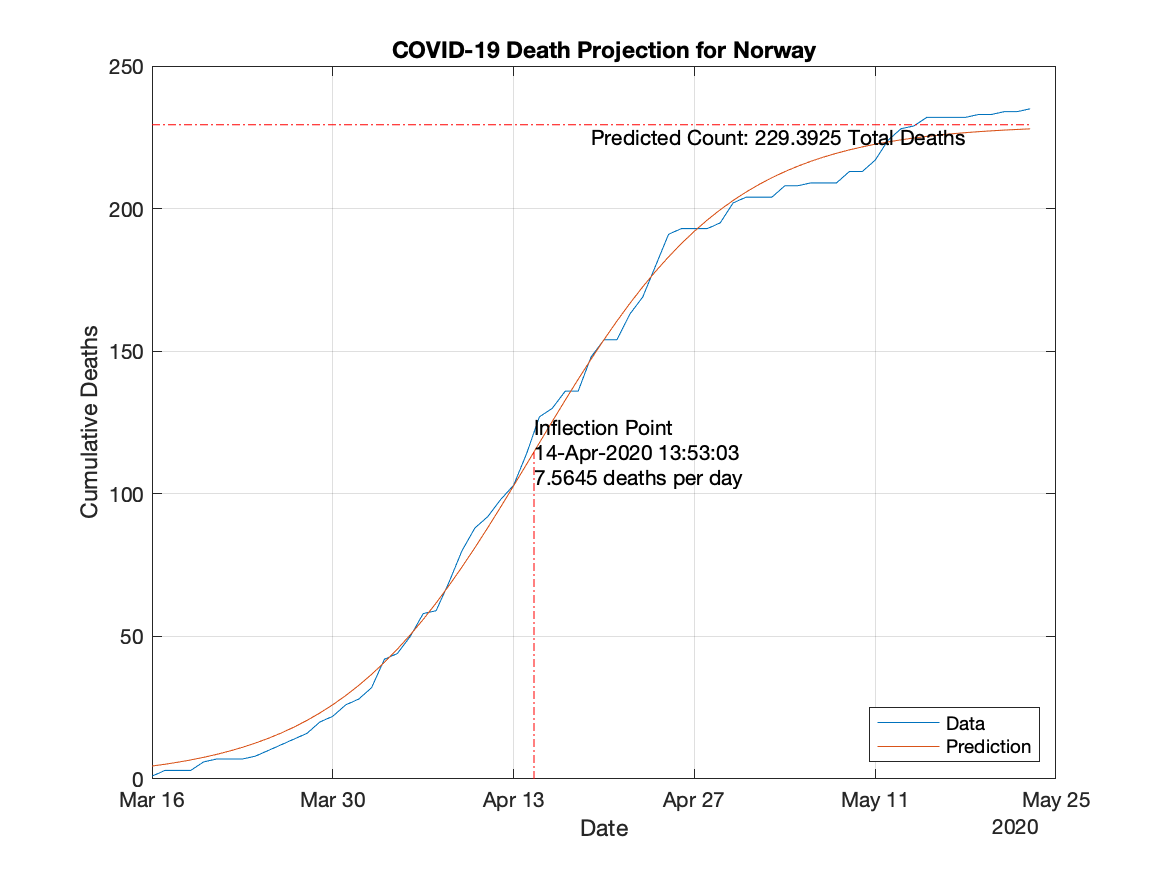 COVID-19 Death Projection for Norway
250
200
150
100
50
0
Cumulative Deaths
Predicted Count: 229.3925 Total Deaths
Inflection Point
14-Apr-2020 13:53:03
7.5645 deaths per day
Data
Prediction
Mar 16 Mar 30 Apr 13 Apr 27 May 11 May 25
Date
2020